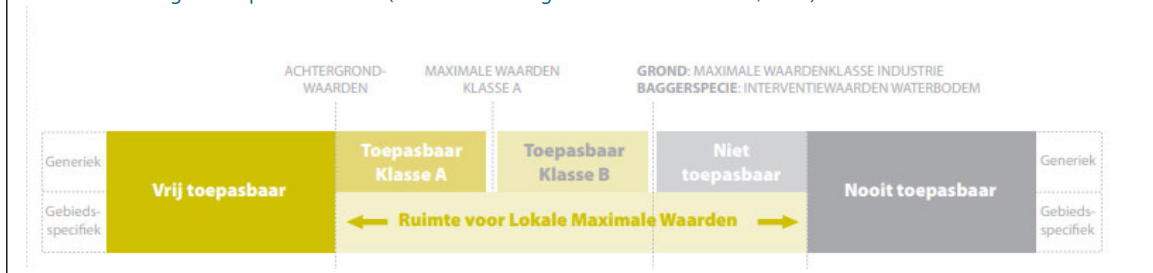 ACHTERGROND-
WAARDEN
MAXIMALE WAARDEN
KLASSE A
GROND: MAXIMALE WAARDENKLASSE INDUSTRIE
BAGGERSPECIE: INTERVENTIEWAARDEN WATERBODEM
Generiek
Vrij toepasbaar
Toepasbaar
Klasse A
Toepasbaar
Klasse B
Niet
toepasbaar
Nooit toepasbaar
Generiek
Gebieds-
specifiek
Ruimte voor Lokale Maximale Waarden
Gebieds-
specifiek